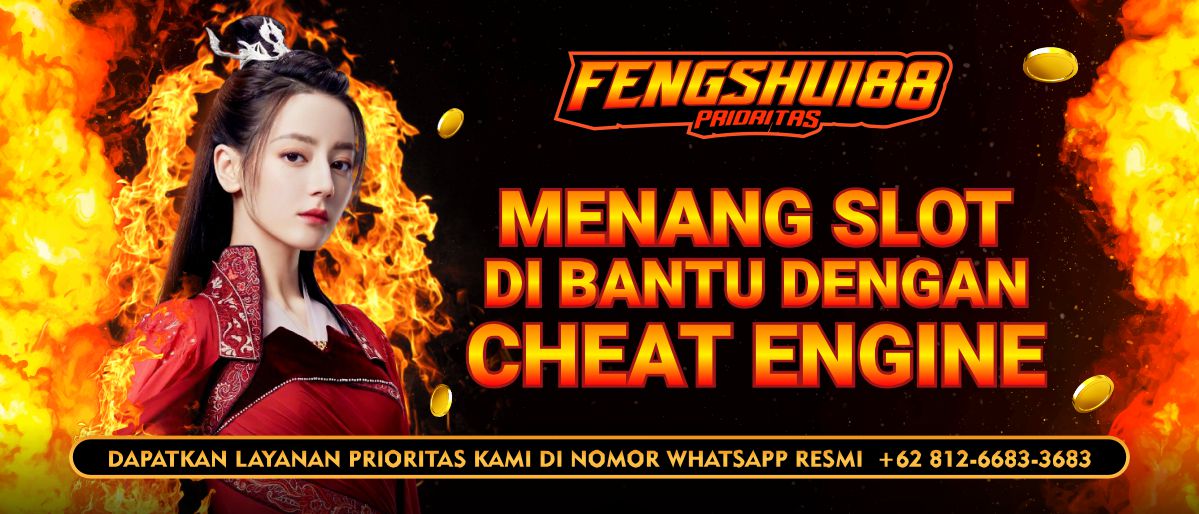 FENGSHUI88
PRIORITAS
MENANG SLOT
DI BANTU DENGAN
CHEAT ENGINE
DAPATKAN LAYANAN PRIORITAS KAMI DI NOMOR WHATSAPP RESMI +62 812-6683-3683